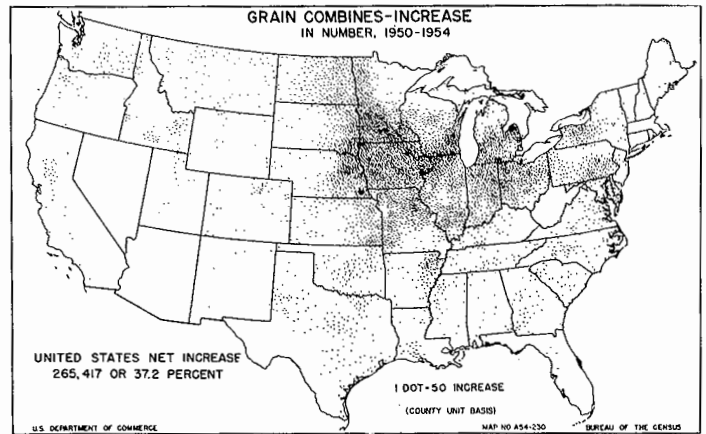 GRAIN COMBINES-INCREASE
IN NUMBER, 1950-1954
UNITED STATES NET INCREASE
265,417 OR 37.2 PERCENT
1 DOT-50 INCREASE
(COUNTY UNIT BASIS)
U.S. DEPARTMENT OF COMMERCE
MAP NO A54-230
BUREAU OF THE CENSUS